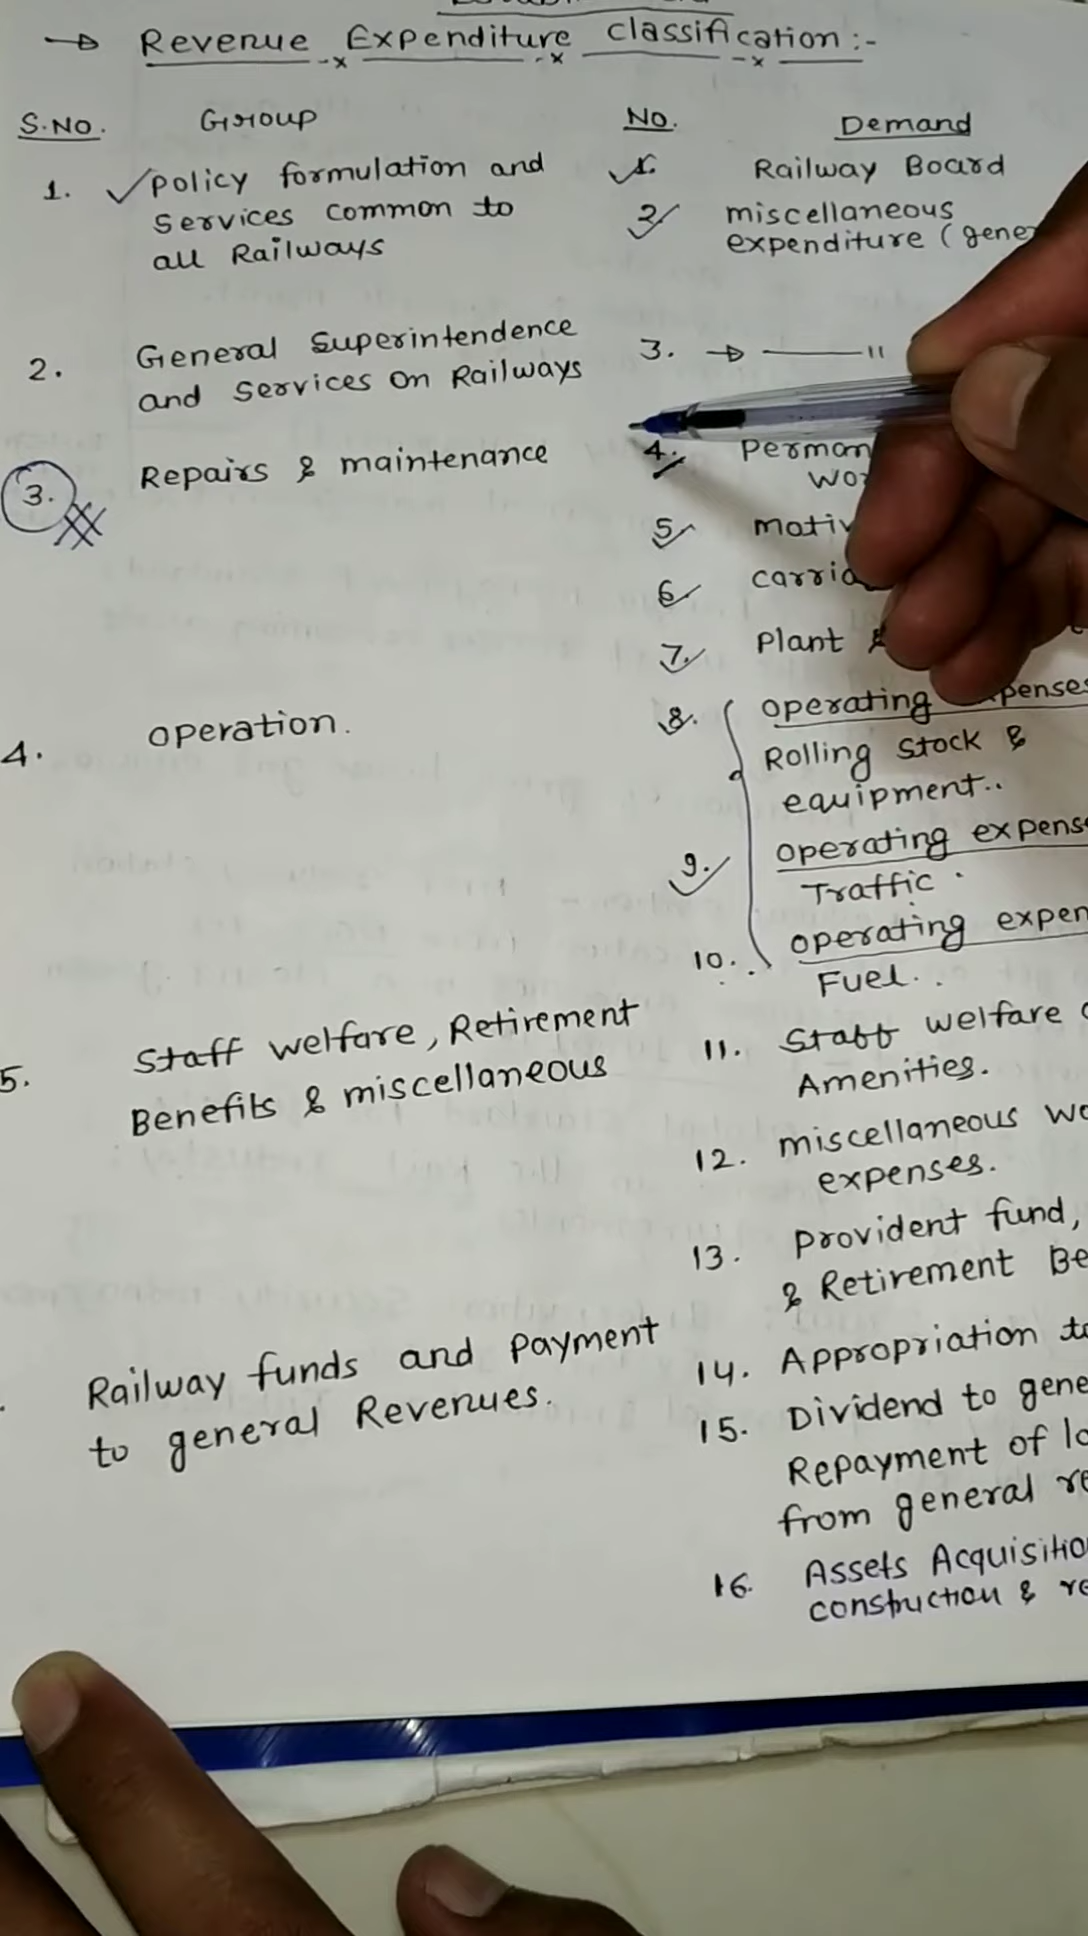 Revenue Expenditure classification :-
S.NO. Group No. Demand
1. Policy formulation and 1. Railway Board
Services common to 2. miscellaneous
all Railways expenditure (gene
2. General Superintendence 3. → —— "
and Services on Railways
3. Repairs & maintenance 4.
5.
6.
7. Plant &
4. operation. 8. operating
Rolling stock &
equipment..
9. operating
Traffic.
10. operating
Fuel..
5. Staff welfare, Retirement 11. Staff welfare
Benefits & miscellaneous Amenities.
12. miscellaneous
expenses.
13. Provident fund,
& Retirement
Railway funds and payment 14. Appropriation
to general Revenues. 15. Dividend to
Repayment of
from general
16. Assets
construction &